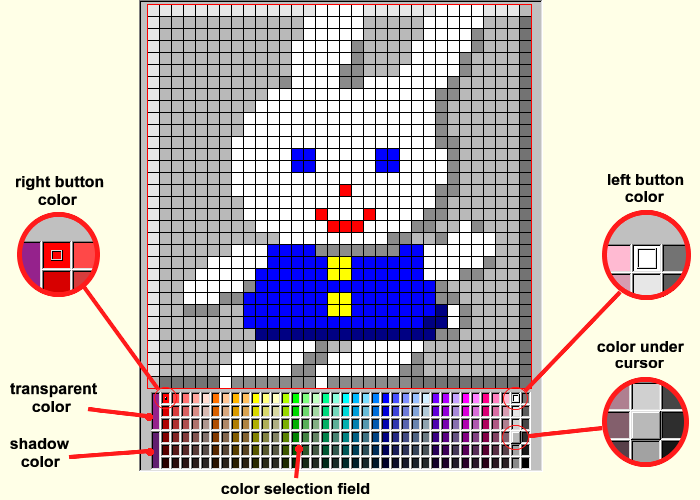 right button
color
left button
color
color under
cursor
transparent
color
shadow
color
color selection field